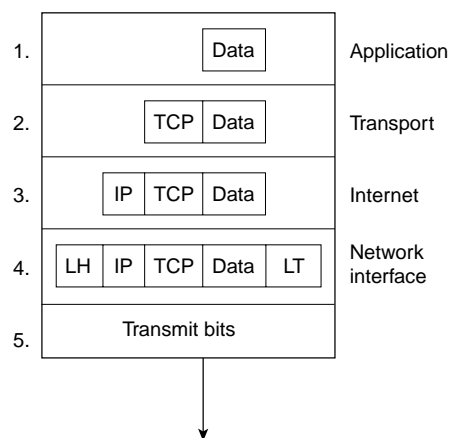 1. Data Application
2. TCP Data Transport
3. IP TCP Data Internet
4. LH IP TCP Data LT Network
interface
5. Transmit bits